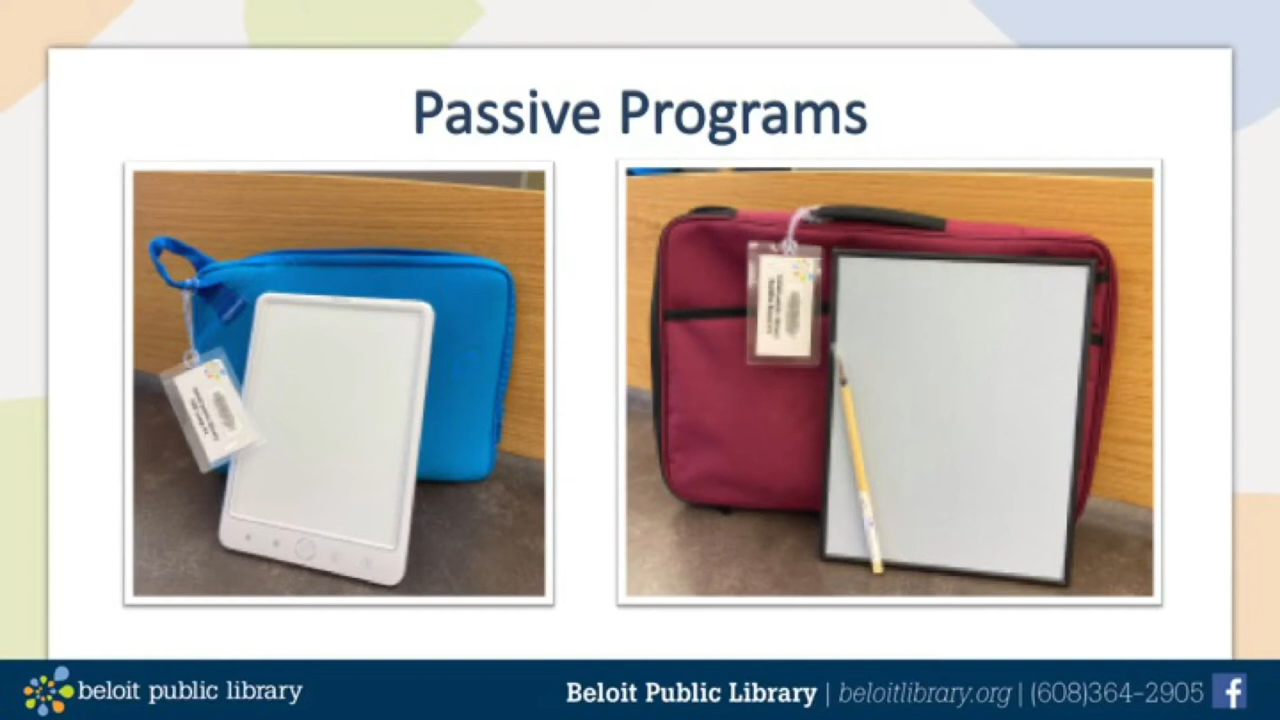 Passive Programs
beloit public library
Beloit Public Library | beloitlibrary.org | (608)364-2905